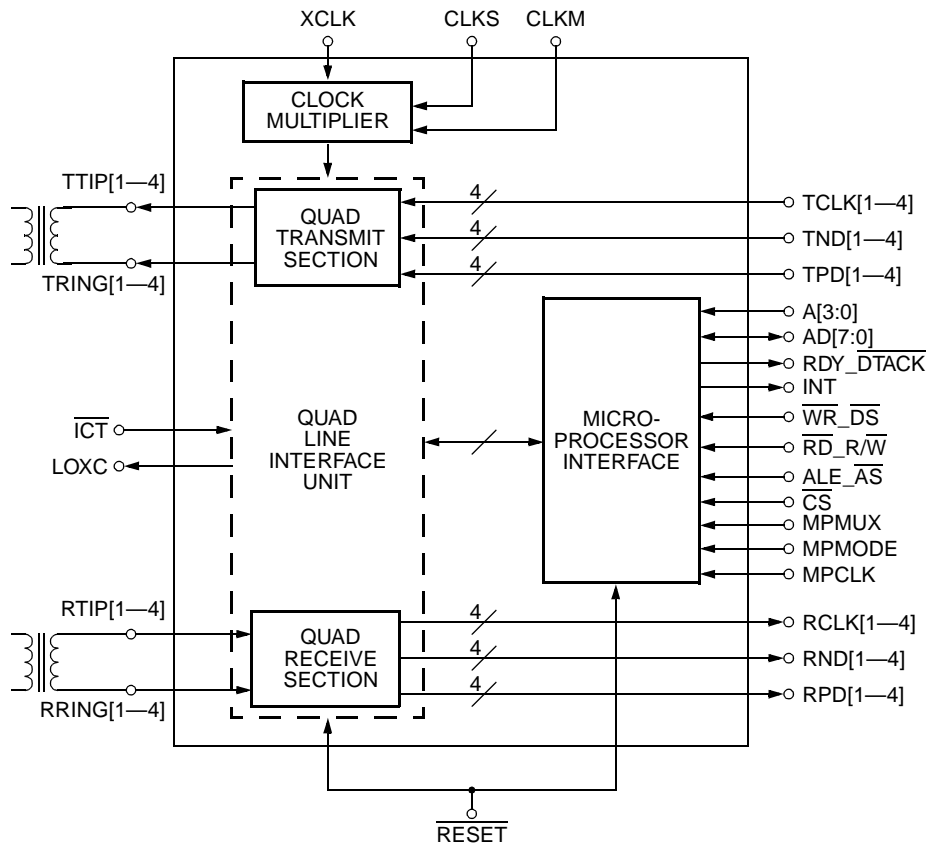 XCLK
CLKS
CLKM
CLOCK
MULTIPLIER
TTIP[1—4]
TRING[1—4]
QUAD
TRANSMIT
SECTION
4
4
4
TCLK[1—4]
TND[1—4]
TPD[1—4]
A[3:0]
AD[7:0]
RDY_DTACK
INT
WR_DS
RD_R/W
ALE_AS
CS
MPMUX
MPMODE
MPCLK
MICRO-
PROCESSOR
INTERFACE
ICT
LOXC
QUAD
LINE
INTERFACE
UNIT
RTIP[1—4]
RRING[1—4]
QUAD
RECEIVE
SECTION
4
4
4
RCLK[1—4]
RND[1—4]
RPD[1—4]
RESET